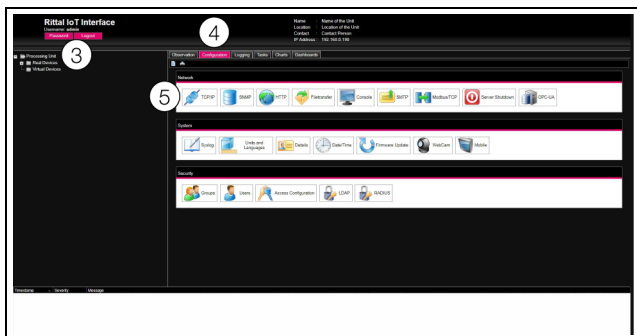 Rittal IoT Interface
Username: admin
Password Logout
Name : Name of the Unit
Location : Location of the Unit
Contact : Contact Person
IP Address : 192.168.0.190
3
4
Processing Unit
Real Devices
Virtual Devices
Observation Configuration Logging Tasks Charts Dashboards
Network
5
TCP/IP SNMP HTTP Filetransfer Console SMTP Modbus/TCP Server Shutdown OPC-UA
System
Syslog Units and Languages Details Date/Time Firmware Update WebCam Mobile
Security
Groups Users Access Configuration LDAP RADIUS
Timestamp Severity Message